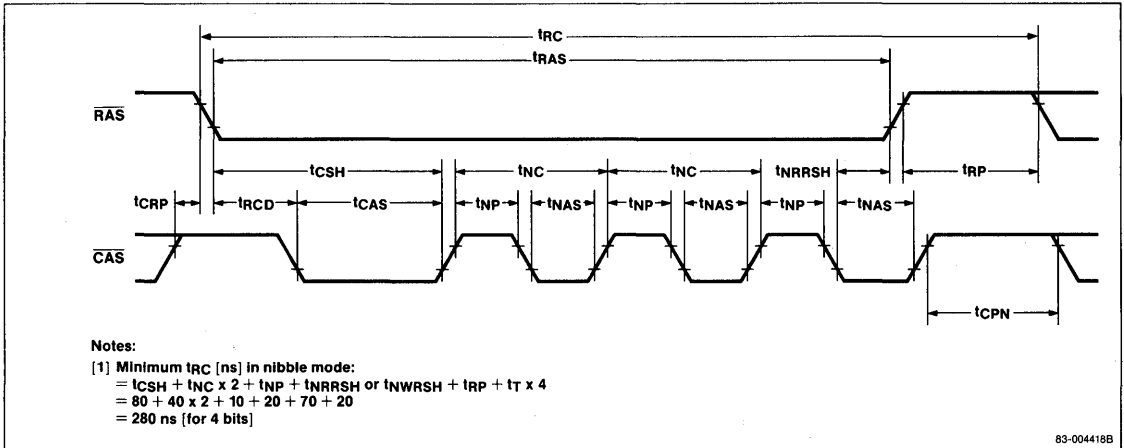 tRC
tRAS
RAS
tCSH
tNC
tNC
tNRRSH
tRP
tCRP
tRCD
tCAS
tNP
tNAS
tNP
tNAS
tNP
tNAS
CAS
tCPN
Notes:
[1] Minimum tRC [ns] in nibble mode:
= tCSH + tNC x 2 + tNP + tNRRSH or tNWRSH + tRP + tT x 4
= 80 + 40 x 2 + 10 + 20 + 70 + 20
= 280 ns [for 4 bits]
83-004418B